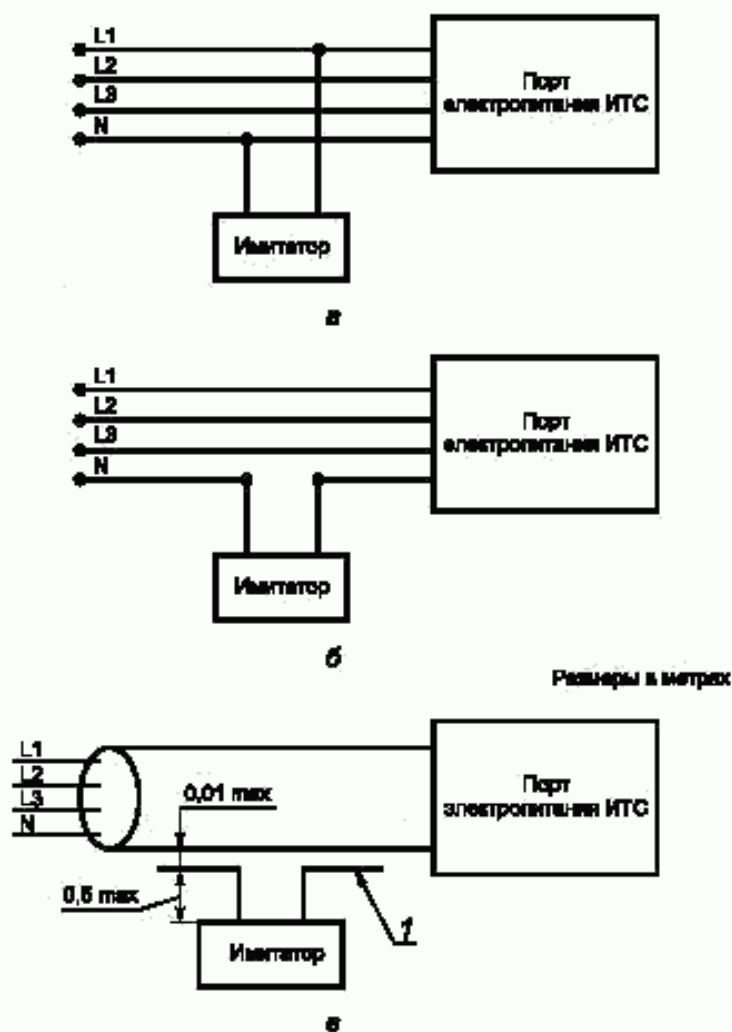 L1
L2
L3
N
Порт
электропитания ИТС
Имитатор
а
L1
L2
L3
N
Порт
электропитания ИТС
Имитатор
б
Размеры в метрах
L1
L2
L3
N
0,01 max
Порт
электропитания ИТС
0,5 max
1
Имитатор
в